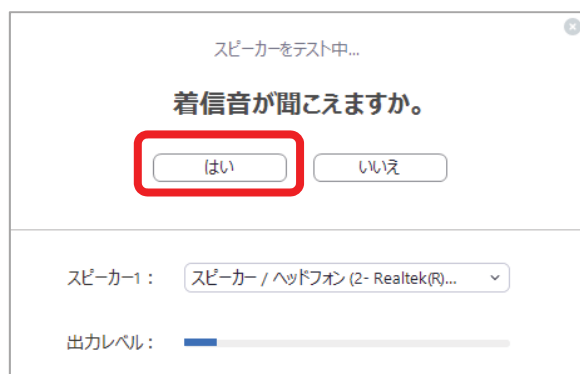 スピーカーをテスト中...
着信音が聞こえますか。
はい いいえ
スピーカー1： スピーカー / ヘッドフォン (2- Realtek(R)...
出力レベル：